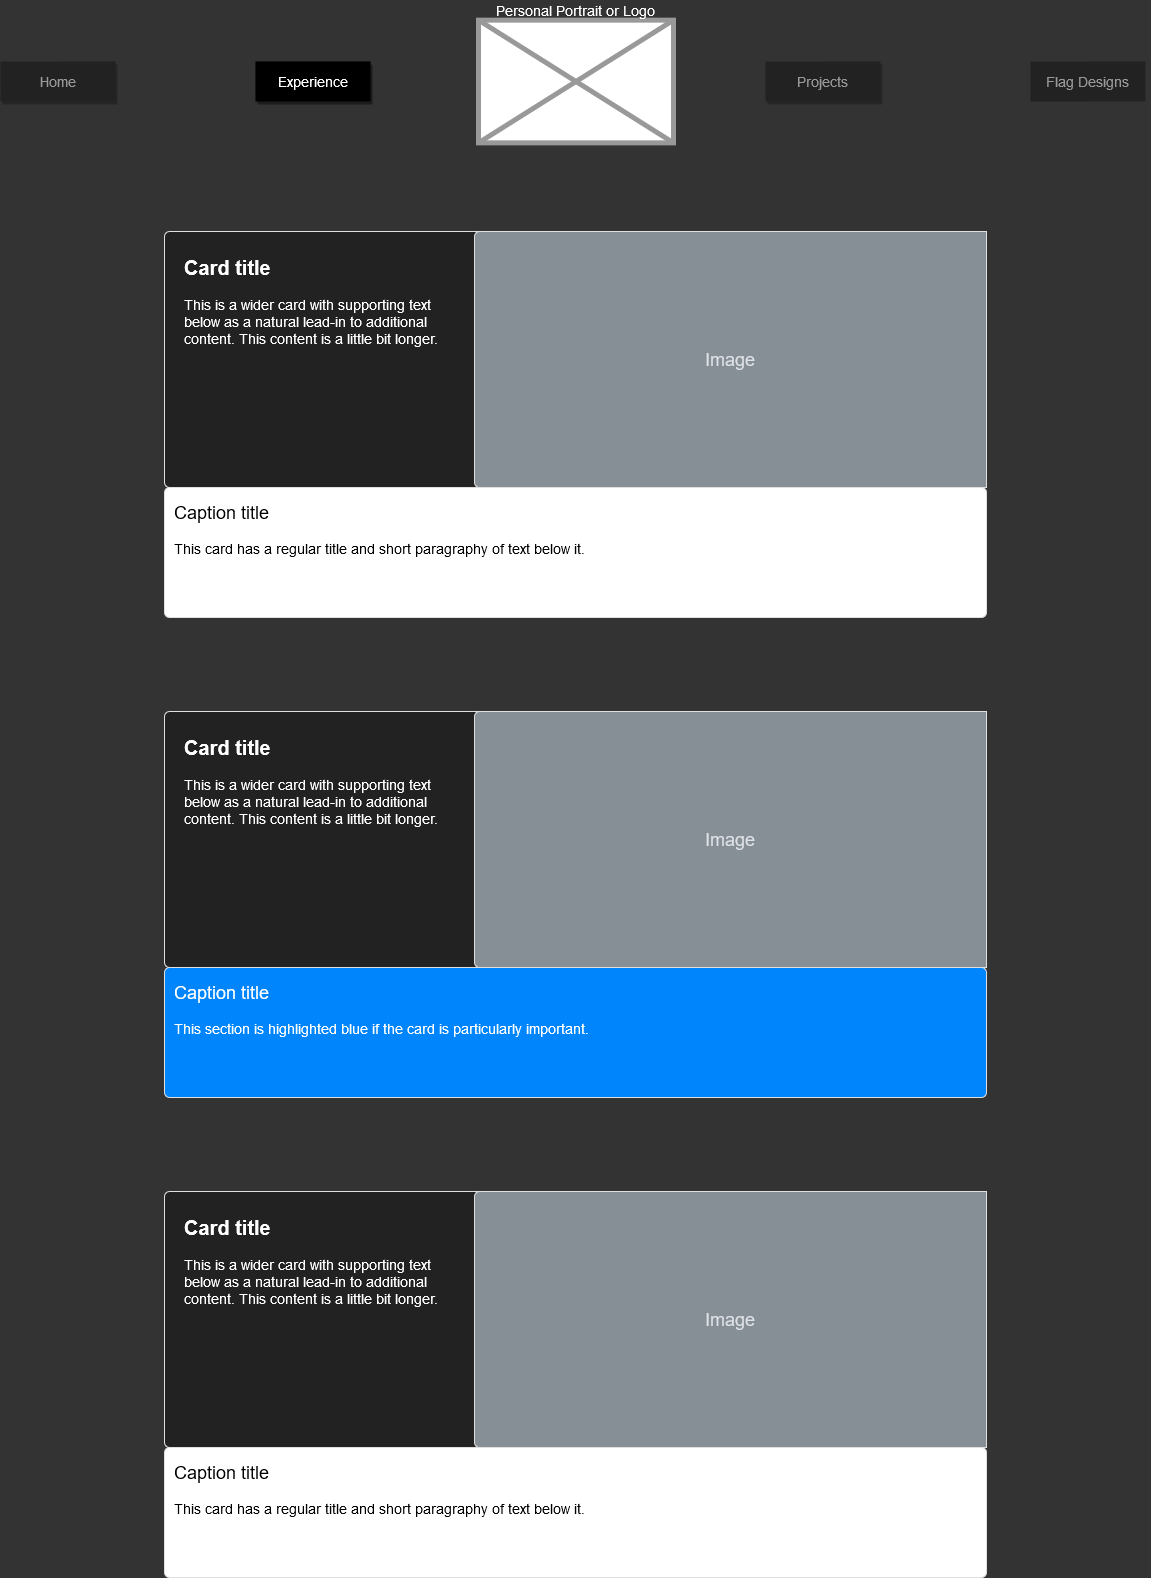 Personal Portrait or Logo
Home
Experience
Projects
Flag Designs
Card title
This is a wider card with supporting text
below as a natural lead-in to additional
content. This content is a little bit longer.
Image
Caption title
This card has a regular title and short paragraphy of text below it.
Card title
This is a wider card with supporting text
below as a natural lead-in to additional
content. This content is a little bit longer.
Image
Caption title
This section is highlighted blue if the card is particularly important.
Card title
This is a wider card with supporting text
below as a natural lead-in to additional
content. This content is a little bit longer.
Image
Caption title
This card has a regular title and short paragraphy of text below it.